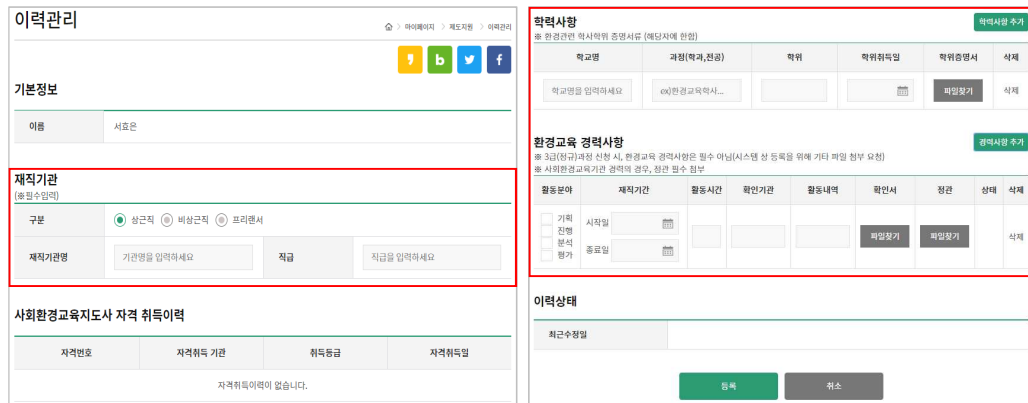 이력관리
마이페이지 > 제도지원 > 이력관리
b
f
기본정보
이름 서효은
재직기관
(※필수입력)
구분 상근직 비상근직 프리랜서
재직기관명 기관명을 입력하세요 직급 직급을 입력하세요
사회환경교육지도사 자격 취득이력
자격번호 자격취득 기관 취득등급 자격취득일
자격취득이력이 없습니다.
학력사항 학력사항 추가
※ 환경관련 학사학위 증명서류 (해당자에 한함)
학교명 과정(학과,전공) 학위 학위취득일 학위증명서 삭제
학교명을 입력하세요 ex)환경교육학사... 파일찾기 삭제
환경교육 경력사항 경력사항 추가
※ 3급(정규)과정 신청 시, 환경교육 경력사항은 필수 아님(시스템 상 등록을 위해 기타 파일 첨부 요청)
※ 사회환경교육기관 경력의 경우, 정관 필수 첨부
활동분야 재직기간 활동시간 확인기관 활동내역 확인서 정관 상태 삭제
기획
진행
분석
평가
시작일
종료일
파일찾기 파일찾기 삭제
이력상태
최근수정일
등록 취소